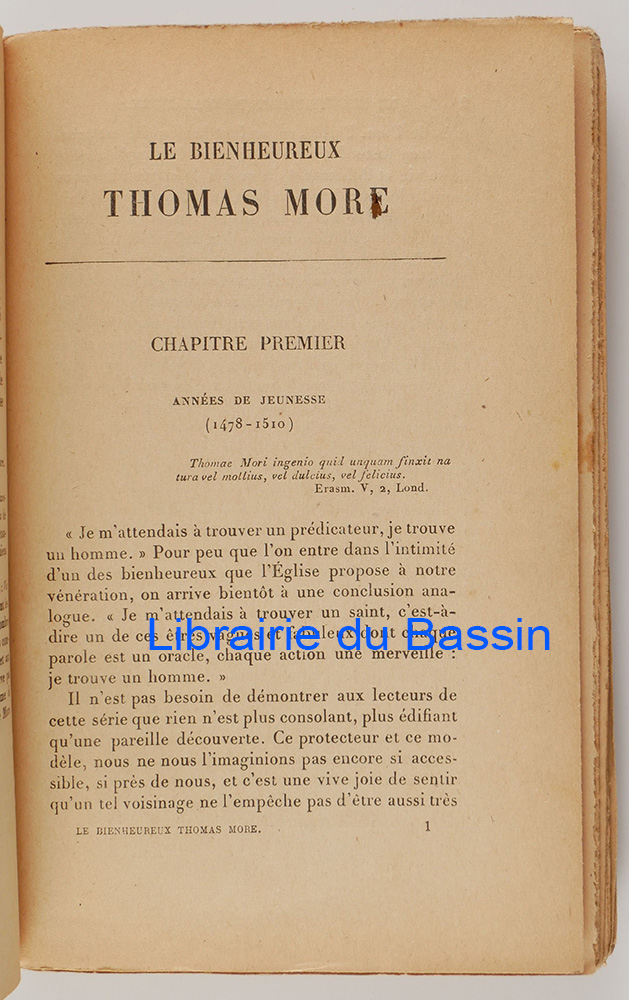 LE BIENHEUREUX
THOMAS MORE
CHAPITRE PREMIER
ANNÉES DE JEUNESSE
(1478-1510)
Thomae Mori ingenio quid unquam finxit na
tura vel mollius, vel dulcius, vel felicius.
Erasm. V, 2, Lond.
« Je m'attendais à trouver un prédicateur, je trouve
un homme. » Pour peu que l'on entre dans l'intimité
d'un des bienheureux que l'Église propose à notre
vénération, on arrive bientôt à une conclusion ana-
logue. « Je m'attendais à trouver un saint, c'est-à-
dire un de ces êtres vagues et fabuleux dont chaque
Librairie du Bassin
parole est un oracle, chaque action une merveille :
je trouve un homme. »
Il n'est pas besoin de démontrer aux lecteurs de
cette série que rien n'est plus consolant, plus édifiant
qu'une pareille découverte. Ce protecteur et ce mo-
dèle, nous ne nous l'imaginions pas encore si acces-
sible, si près de nous, et c'est une vive joie de sentir
qu'un tel voisinage ne l'empêche pas d'être aussi très
LE BIENHEUREUX THOMAS MORE. 1